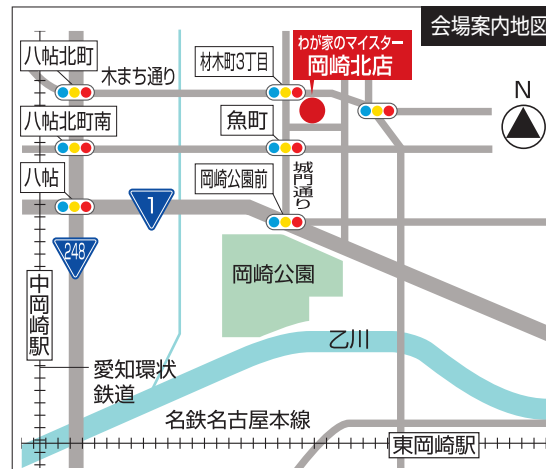 会場案内地図
わが家のマイスター
岡崎北店
八帖北町
木まち通り
材木町3丁目
N
八帖北町南
魚町
八帖
岡崎公園前
城門通り
1
248
岡崎公園
中岡崎駅
乙川
愛知環状
鉄道
名鉄名古屋本線
東岡崎駅